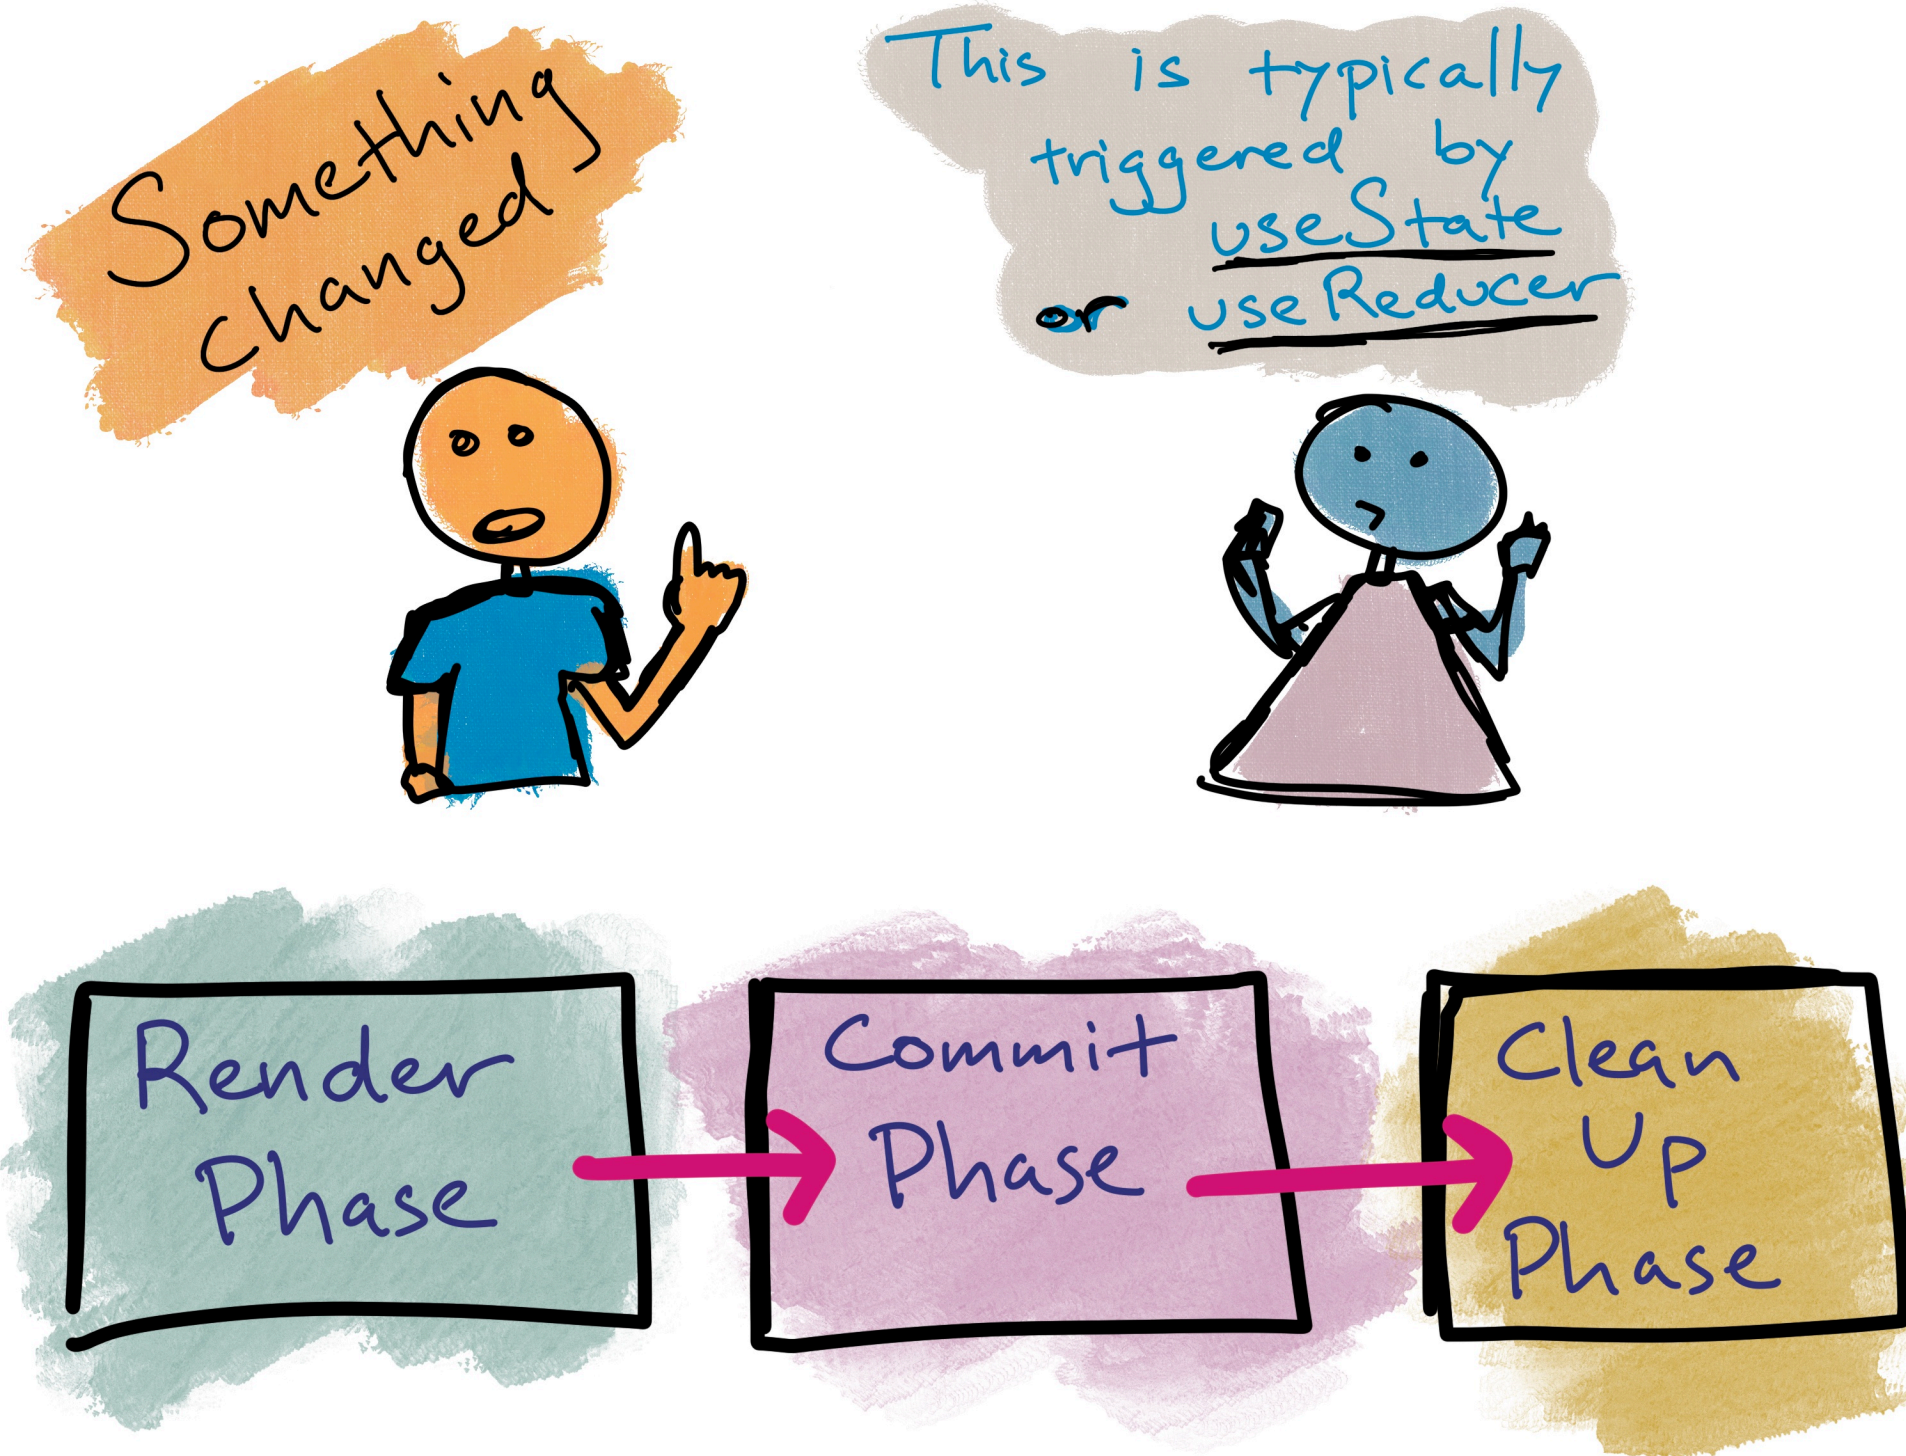 Something
changed
This is typically
triggered by
useState
or useReducer
Render
Phase
Commit
Phase
Clean
Up
Phase